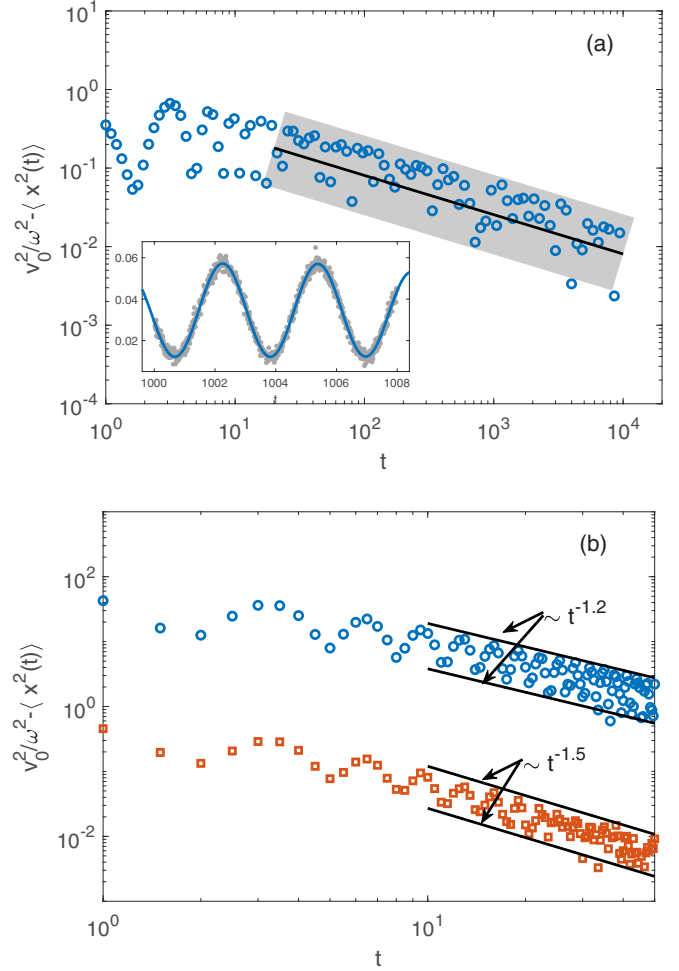 10^1
(a)
10^0
10^-1
10^-2
10^-3
10^-4
v_0^2/ω^2-⟨ x^2(t)⟩
0.06
0.04
0.02
1000 1002 1004 1006 1008
t
10^0 10^1 10^2 10^3 10^4
t
(b)
10^2
10^0
10^-2
v_0^2/ω^2-⟨ x^2(t)⟩
~ t^-1.2
~ t^-1.5
10^0 10^1
t